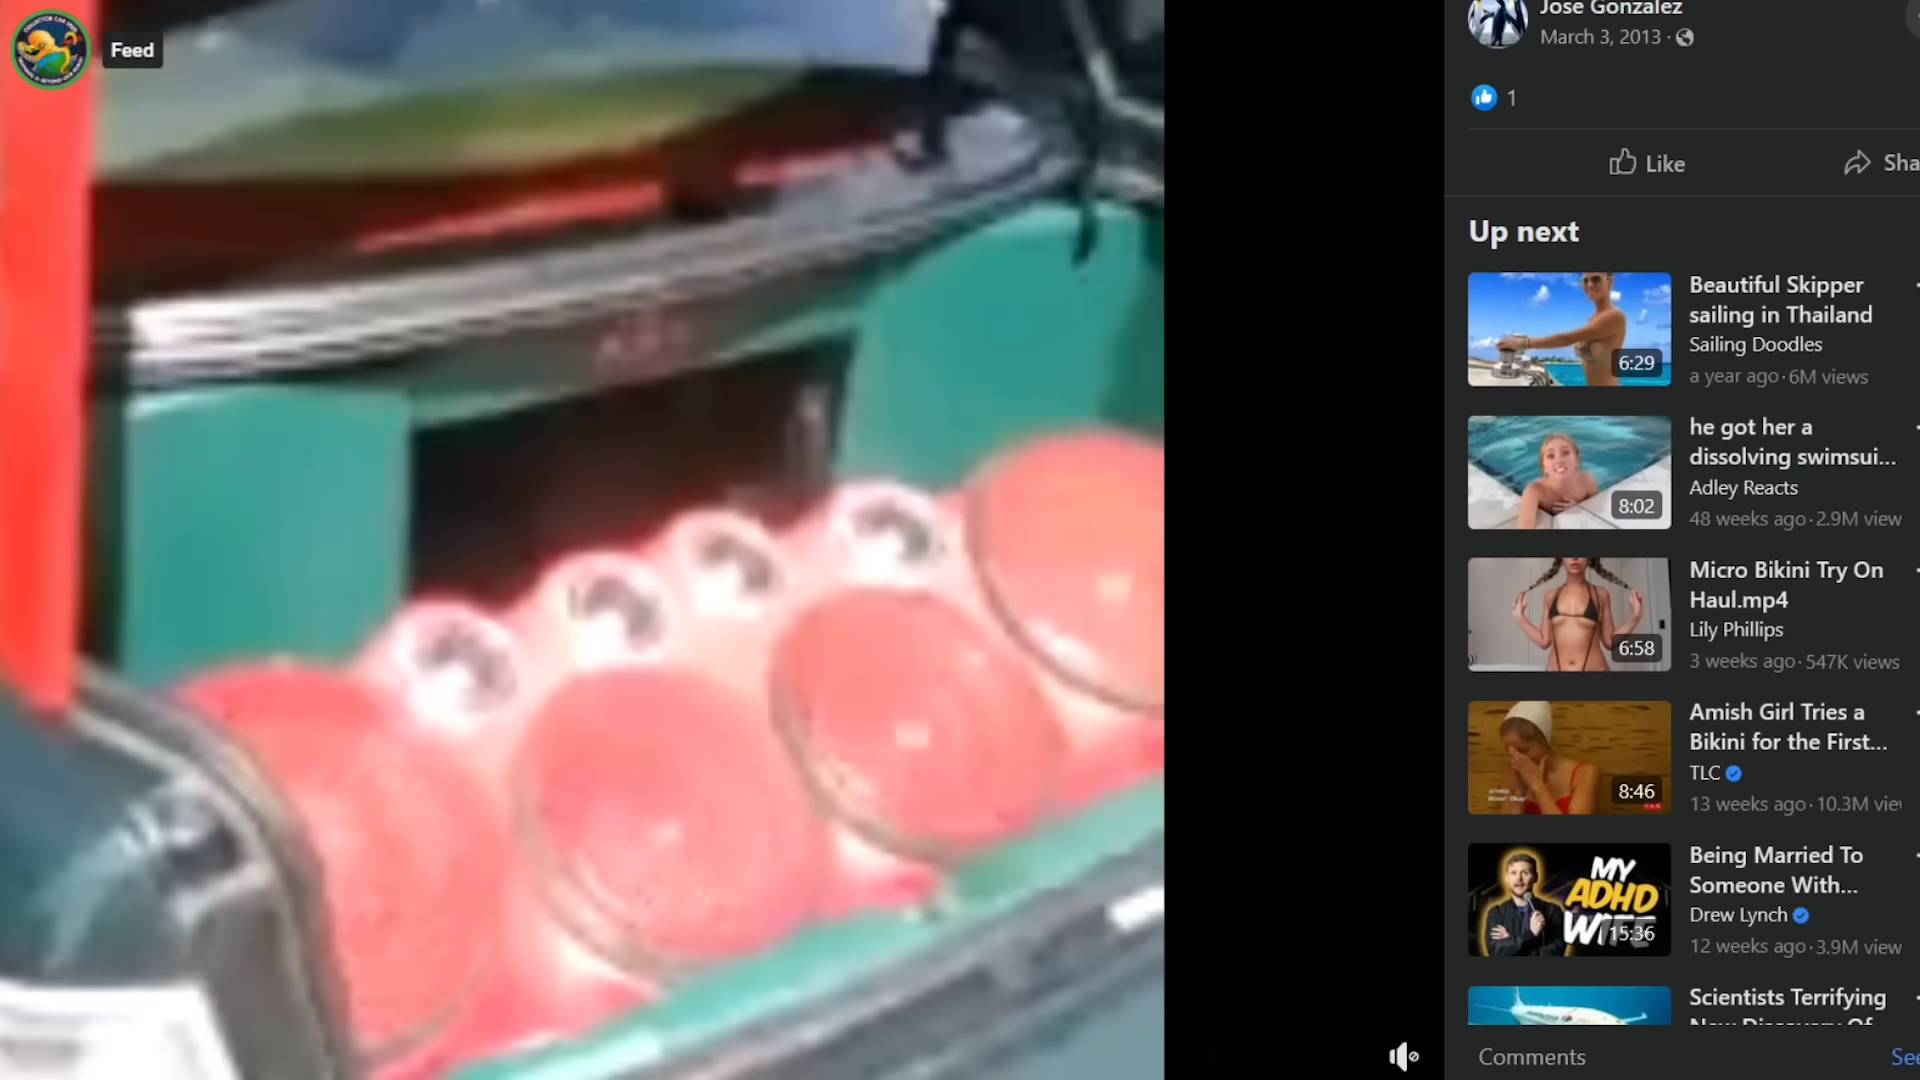 Feed
Jose Gonzalez
March 3, 2013
1
Like
Sha
Up next
Beautiful Skipper
sailing in Thailand
Sailing Doodles
a year ago · 6M views
6:29
he got her a
dissolving swimsui...
Adley Reacts
48 weeks ago · 2.9M view
8:02
Micro Bikini Try On
Haul.mp4
Lily Phillips
3 weeks ago · 547K views
6:58
Amish Girl Tries a
Bikini for the First...
TLC
13 weeks ago · 10.3M vie
8:46
Being Married To
Someone With...
Drew Lynch
12 weeks ago · 3.9M view
MY
ADHD
WIFE
15:36
Scientists Terrifying
New Discovery Of
Comments
See